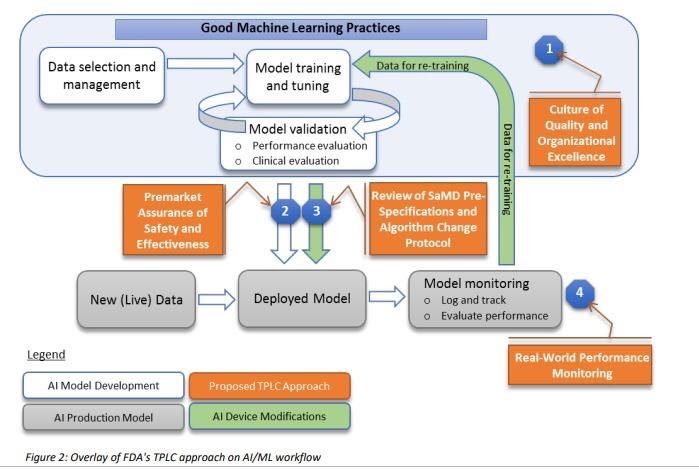 Good Machine Learning Practices
Data selection and
management
Model training
and tuning
Data for re-training
1
Culture of
Quality and
Organizational
Excellence
Model validation
o Performance evaluation
o Clinical evaluation
Data for re-training
Premarket
Assurance of
Safety and
Effectiveness
2
3
Review of SaMD Pre-
Specifications and
Algorithm Change
Protocol
New (Live) Data
Deployed Model
Model monitoring
o Log and track
o Evaluate performance
4
Real-World Performance
Monitoring
Legend
AI Model Development
Proposed TPLC Approach
AI Production Model
AI Device Modifications
Figure 2: Overlay of FDA's TPLC approach on AI/ML workflow